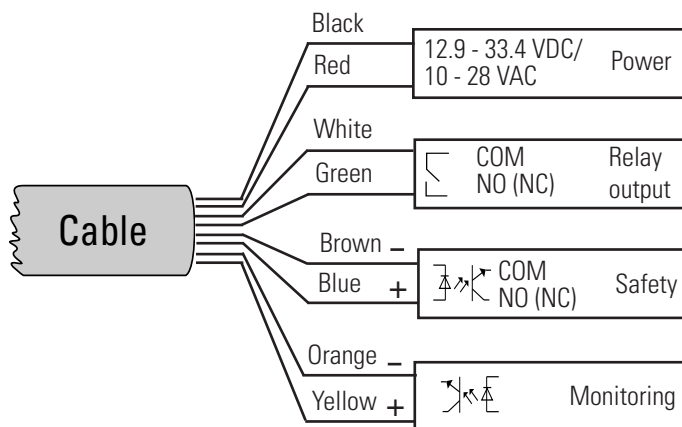 Black
12.9 - 33.4 VDC/
10 - 28 VAC
Power
Red
White
COM
NO (NC)
Relay
output
Green
Cable
Brown -
Blue +
COM
NO (NC)
Safety
Orange -
Yellow +
Monitoring